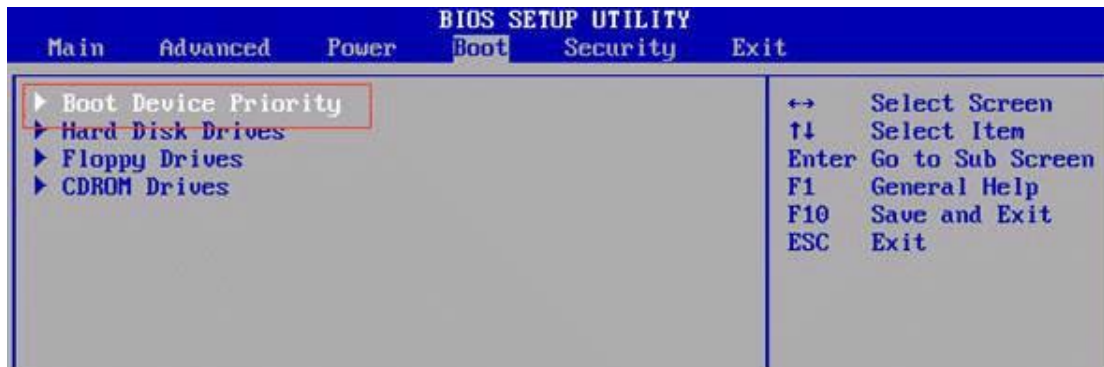 BIOS SETUP UTILITY
Main Advanced Power Boot Security Exit
▶ Boot Device Priority
▶ Hard Disk Drives
▶ Floppy Drives
▶ CDROM Drives
↔ Select Screen
↑↓ Select Item
Enter Go to Sub Screen
F1 General Help
F10 Save and Exit
ESC Exit